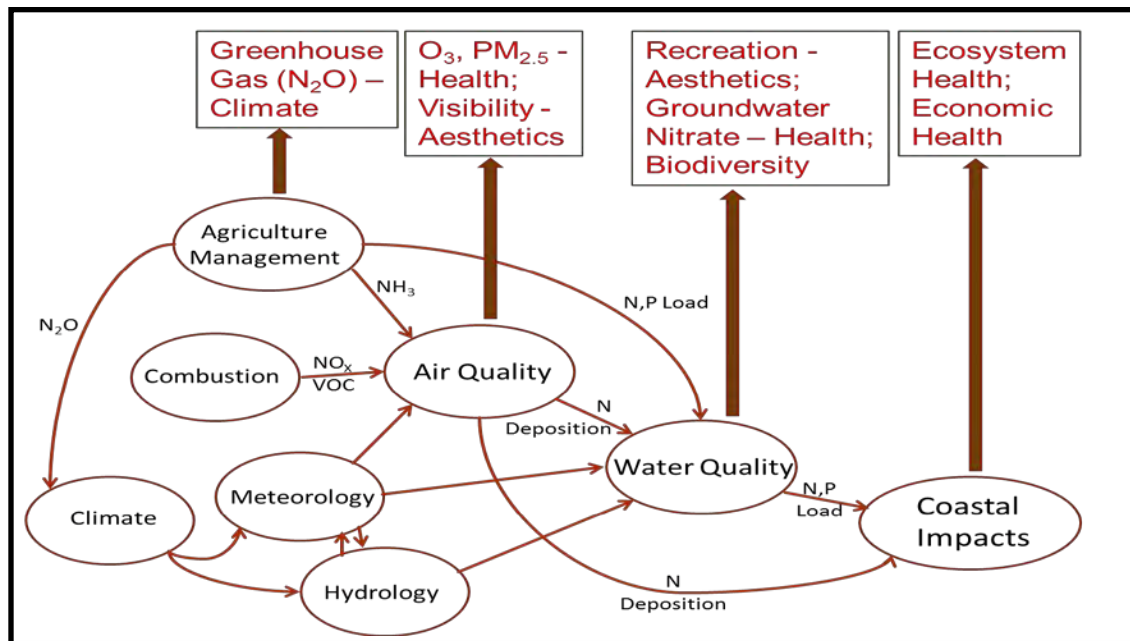 Greenhouse
Gas (N₂O) –
Climate
O₃, PM₂.₅ -
Health;
Visibility -
Aesthetics
Recreation -
Aesthetics;
Groundwater
Nitrate – Health;
Biodiversity
Ecosystem
Health;
Economic
Health
Agriculture
Management
NH₃
N₂O
N,P Load
Combustion
NOₓ
VOC
Air Quality
N
Deposition
Water Quality
Meteorology
Climate
N,P
Load
Coastal
Impacts
Hydrology
N
Deposition